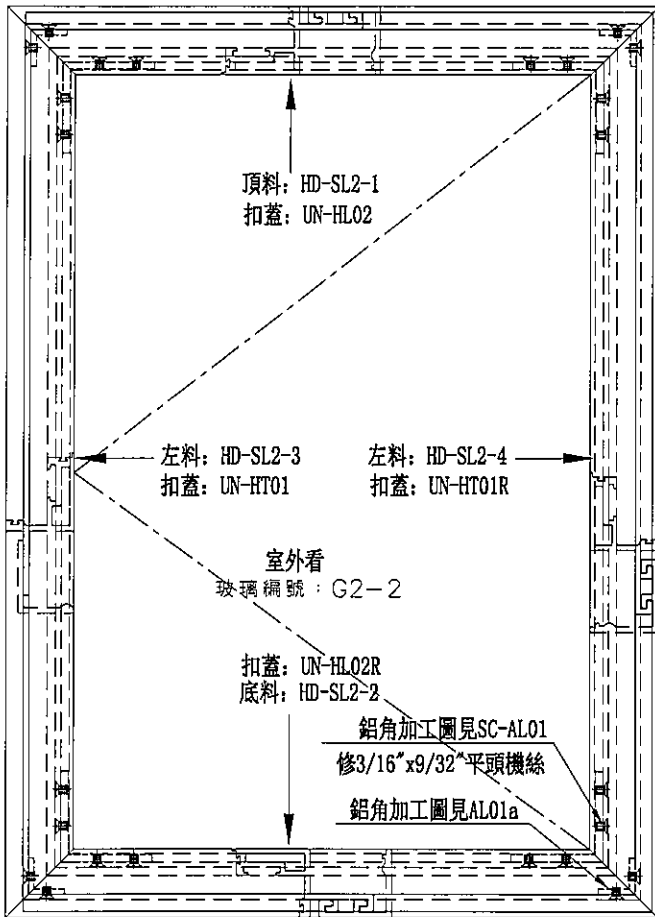 頂料: HD-SL2-1
扣蓋: UN-HL02
左料: HD-SL2-3
扣蓋: UN-HT01
左料: HD-SL2-4
扣蓋: UN-HT01R
室外看
玻璃編號：G2-2
扣蓋: UN-HL02R
底料: HD-SL2-2
鋁角加工圖見SC-AL01
修3/16"x9/32"平頭機絲
鋁角加工圖見AL01a